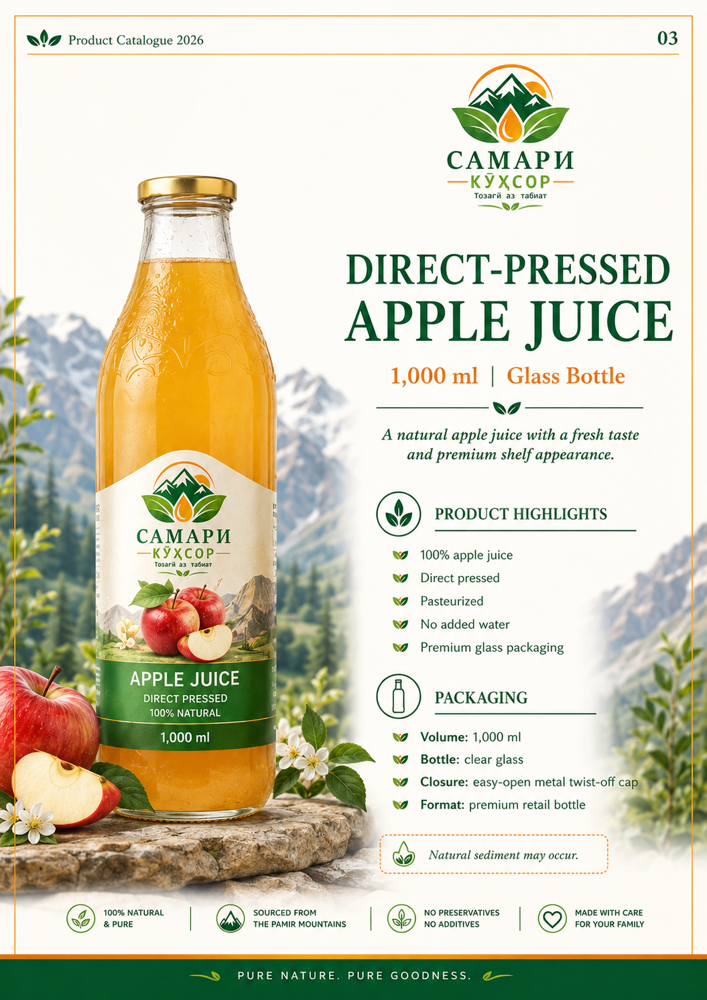 Product Catalogue 2026
03
САМАРИ
КӮҲСОР
Тозагӣ аз табиат
DIRECT-PRESSED
APPLE JUICE
1,000 ml | Glass Bottle
A natural apple juice with a fresh taste
and premium shelf appearance.
PRODUCT HIGHLIGHTS
100% apple juice
Direct pressed
Pasteurized
No added water
Premium glass packaging
PACKAGING
Volume: 1,000 ml
Bottle: clear glass
Closure: easy-open metal twist-off cap
Format: premium retail bottle
Natural sediment may occur.
САМАРИ
КӮҲСОР
Тозагӣ аз табиат
APPLE JUICE
DIRECT PRESSED
100% NATURAL
1,000 ml
100% NATURAL
& PURE
SOURCED FROM
THE PAMIR MOUNTAINS
NO PRESERVATIVES
NO ADDITIVES
MADE WITH CARE
FOR YOUR FAMILY
PURE NATURE. PURE GOODNESS.